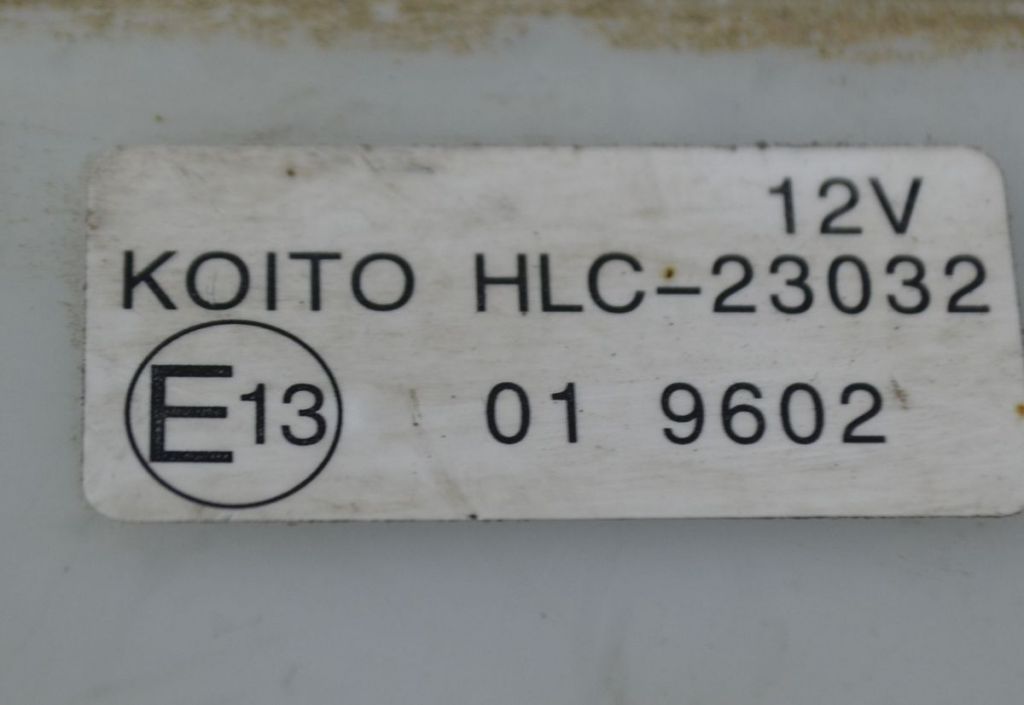 12V
KOITO HLC-23032
E13 01 9602